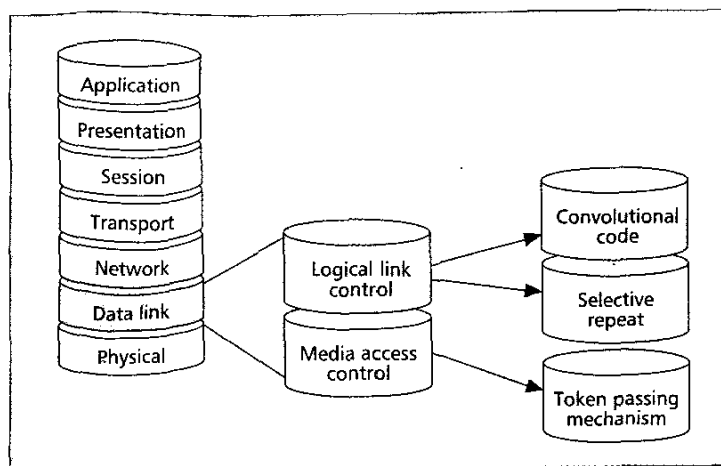 Application
Presentation
Session
Transport
Network
Data link
Physical
Logical link
control
Media access
control
Convolutional
code
Selective
repeat
Token passing
mechanism